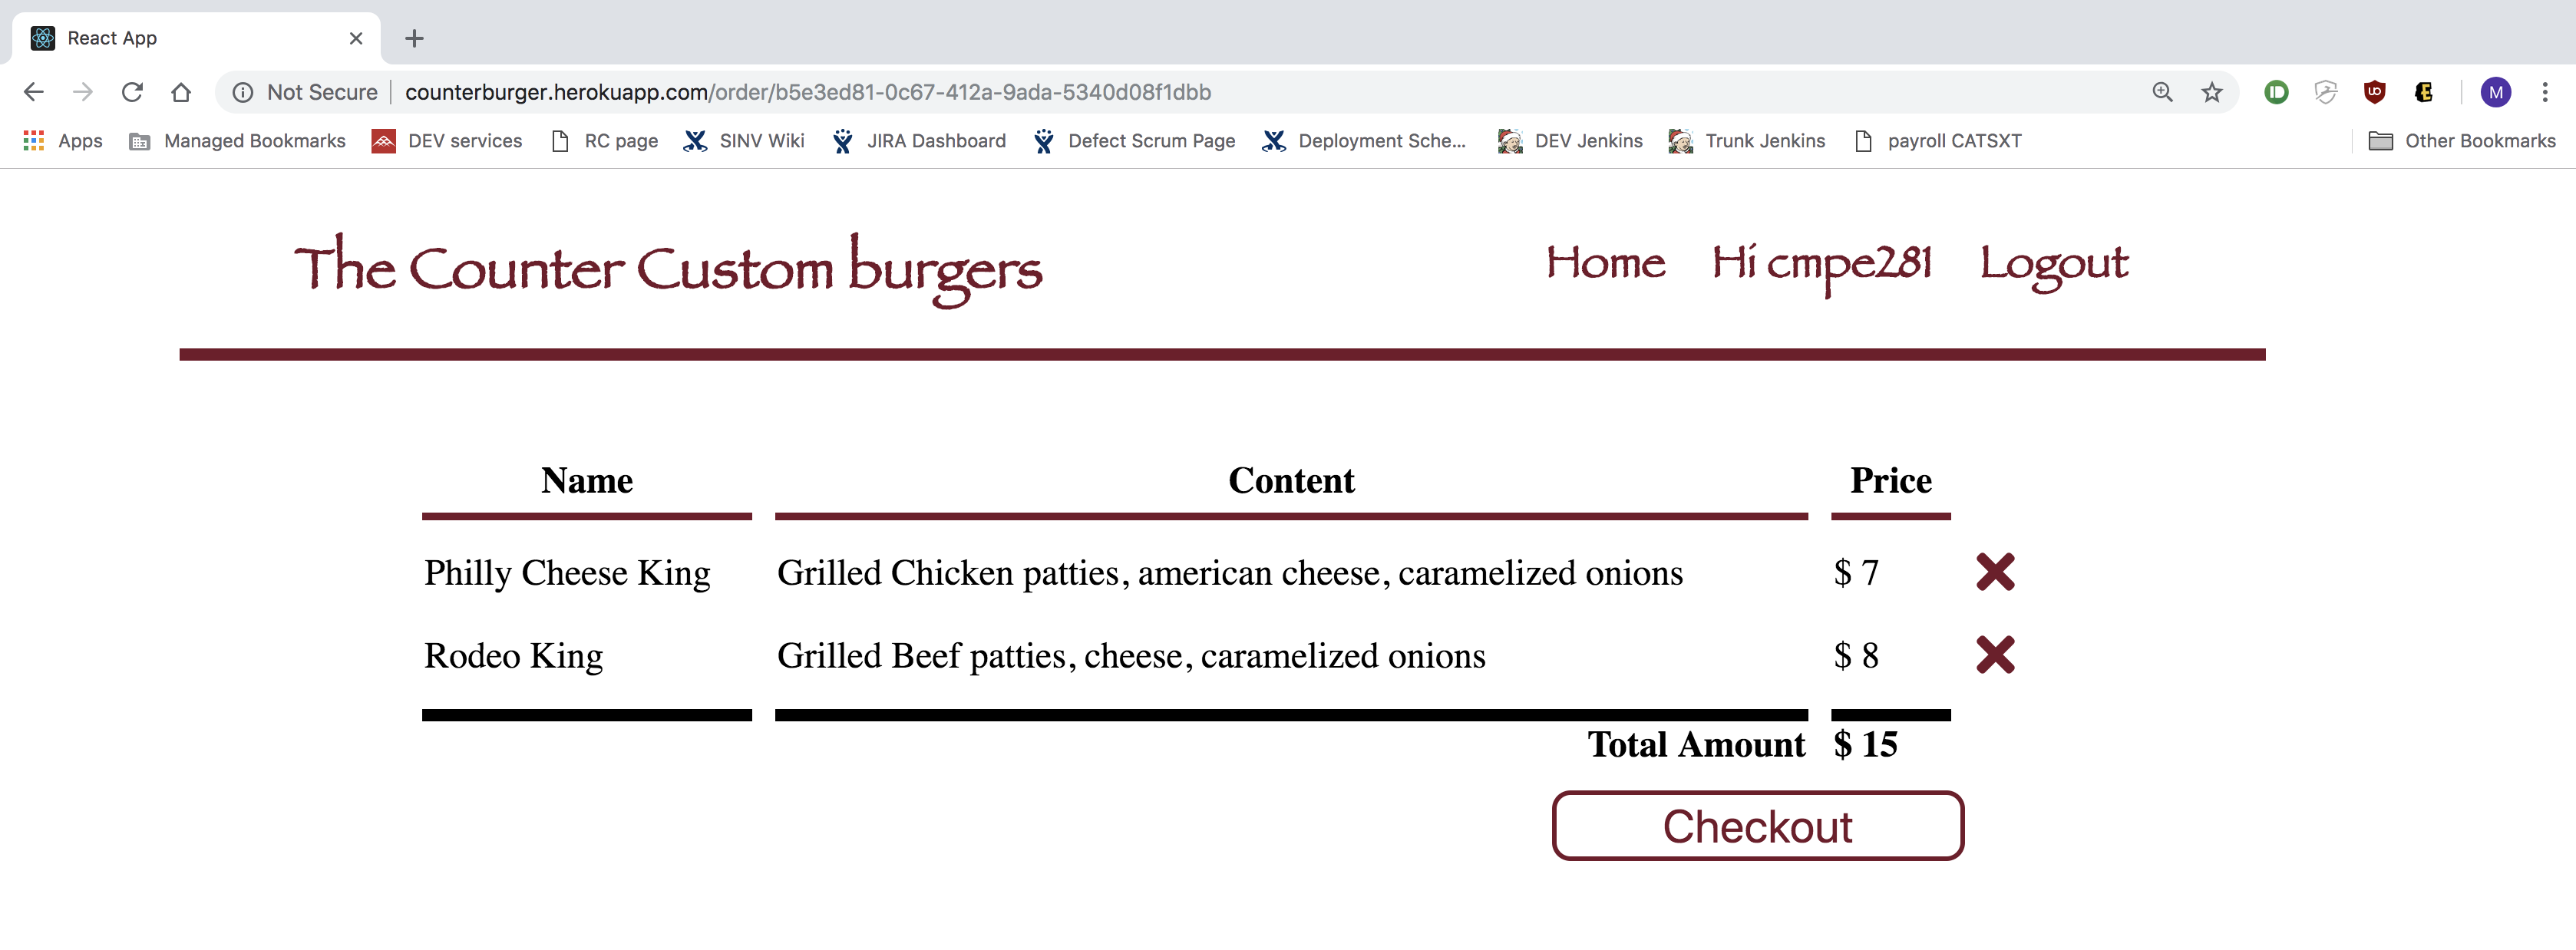 React App
Not Secure counterburger.herokuapp.com/order/b5e3ed81-0c67-412a-9ada-5340d08f1dbb M
Apps Managed Bookmarks DEV services RC page SINV Wiki JIRA Dashboard Defect Scrum Page Deployment Sche... DEV Jenkins Trunk Jenkins payroll CATSXT Other Bookmarks
The Counter Custom burgers Home Hi cmpe281 Logout
Name Content Price
Philly Cheese King Grilled Chicken patties, american cheese, caramelized onions $ 7
Rodeo King Grilled Beef patties, cheese, caramelized onions $ 8
Total Amount $ 15
Checkout